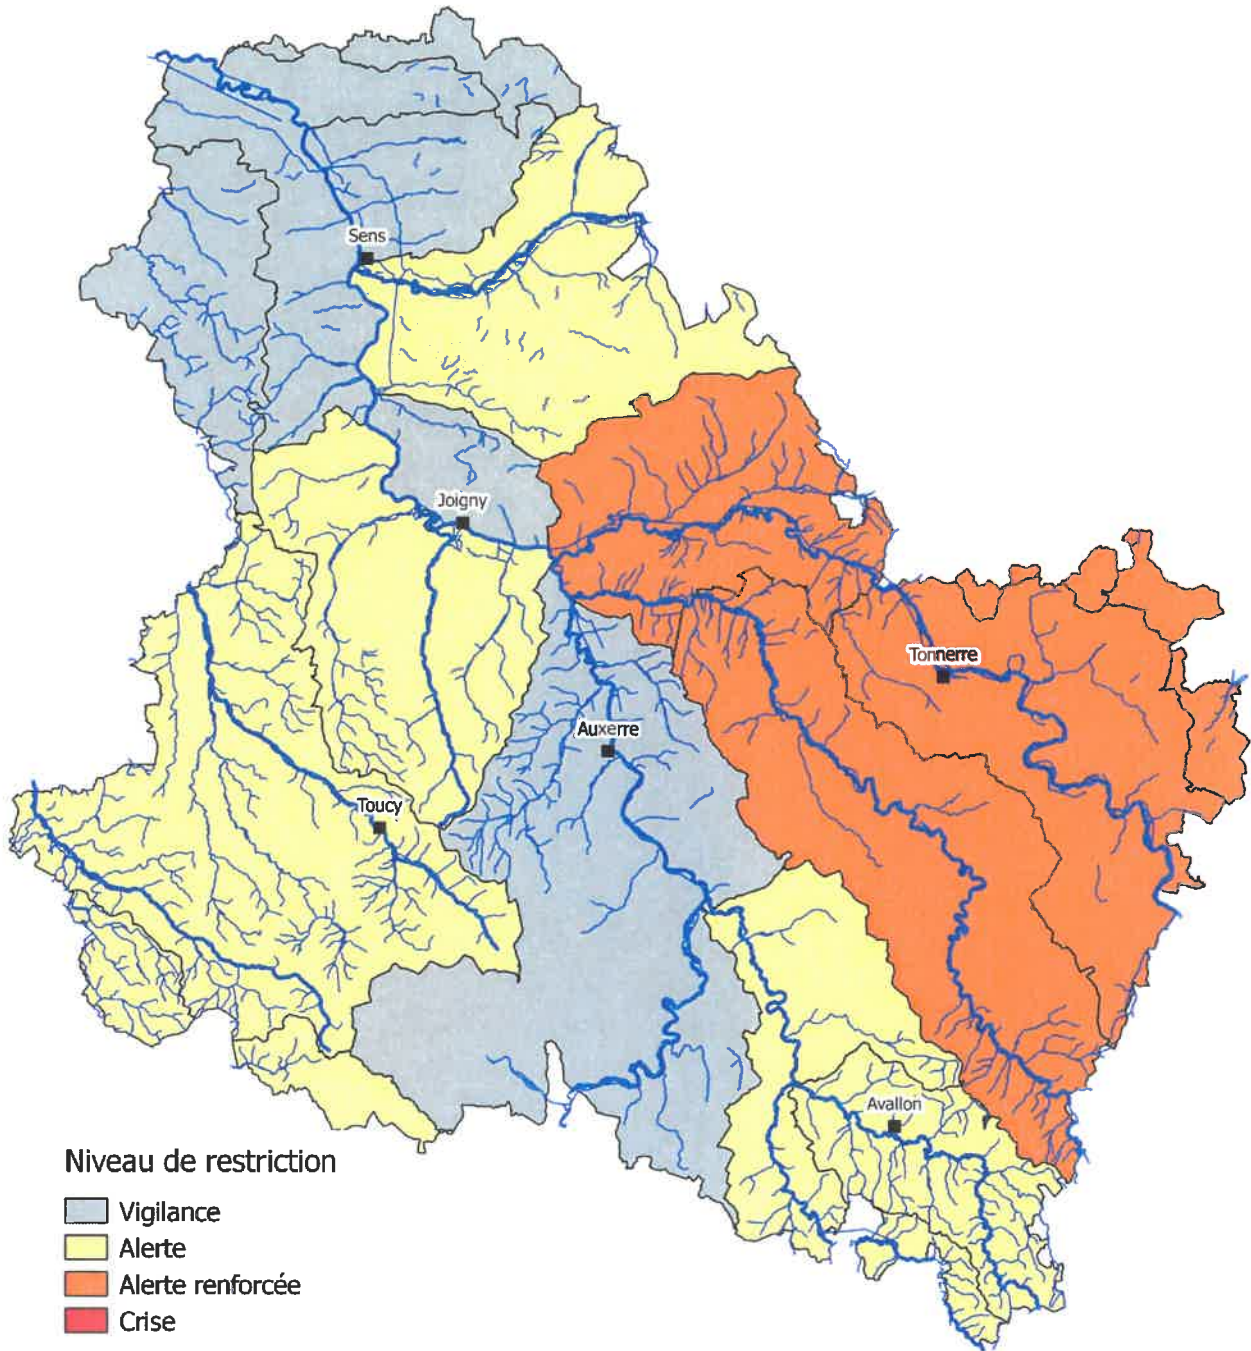 Sens
Joigny
Tonnerre
Auxerre
Toucy
Avallon
Niveau de restriction
Vigilance
Alerte
Alerte renforcée
Crise